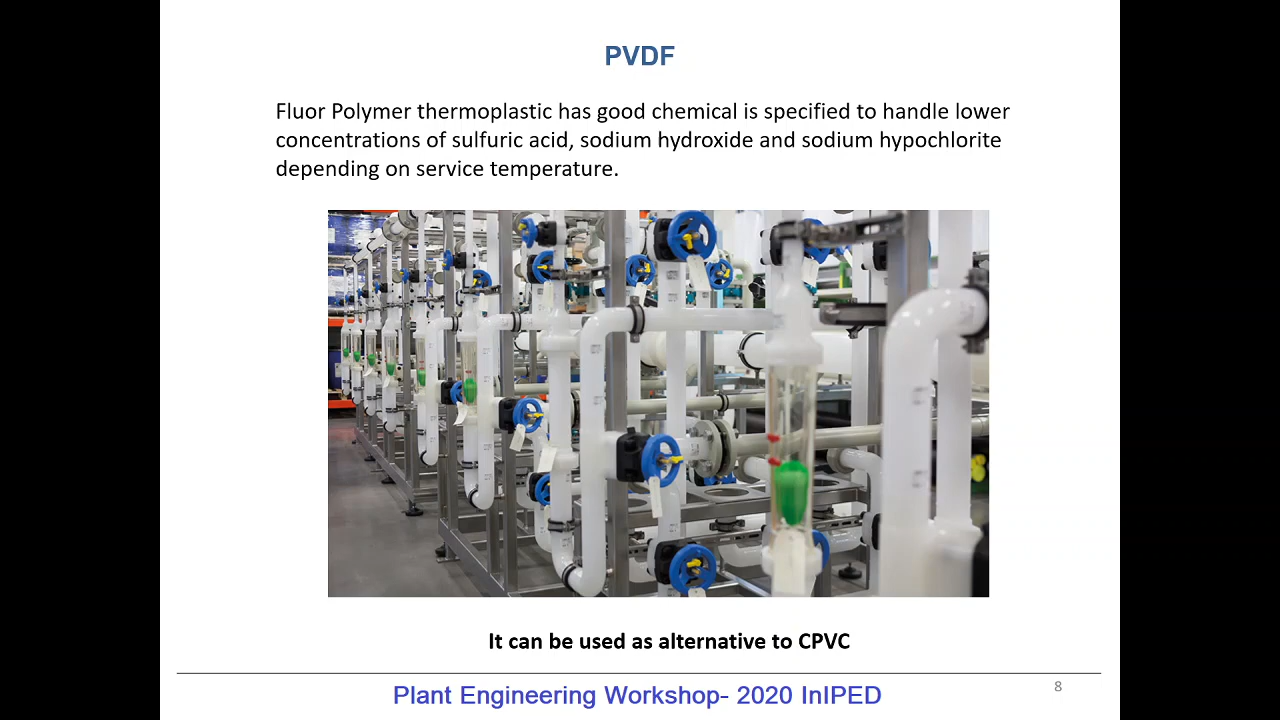 PVDF
Fluor Polymer thermoplastic has good chemical is specified to handle lower
concentrations of sulfuric acid, sodium hydroxide and sodium hypochlorite
depending on service temperature.
It can be used as alternative to CPVC
Plant Engineering Workshop- 2020 InIPED
8